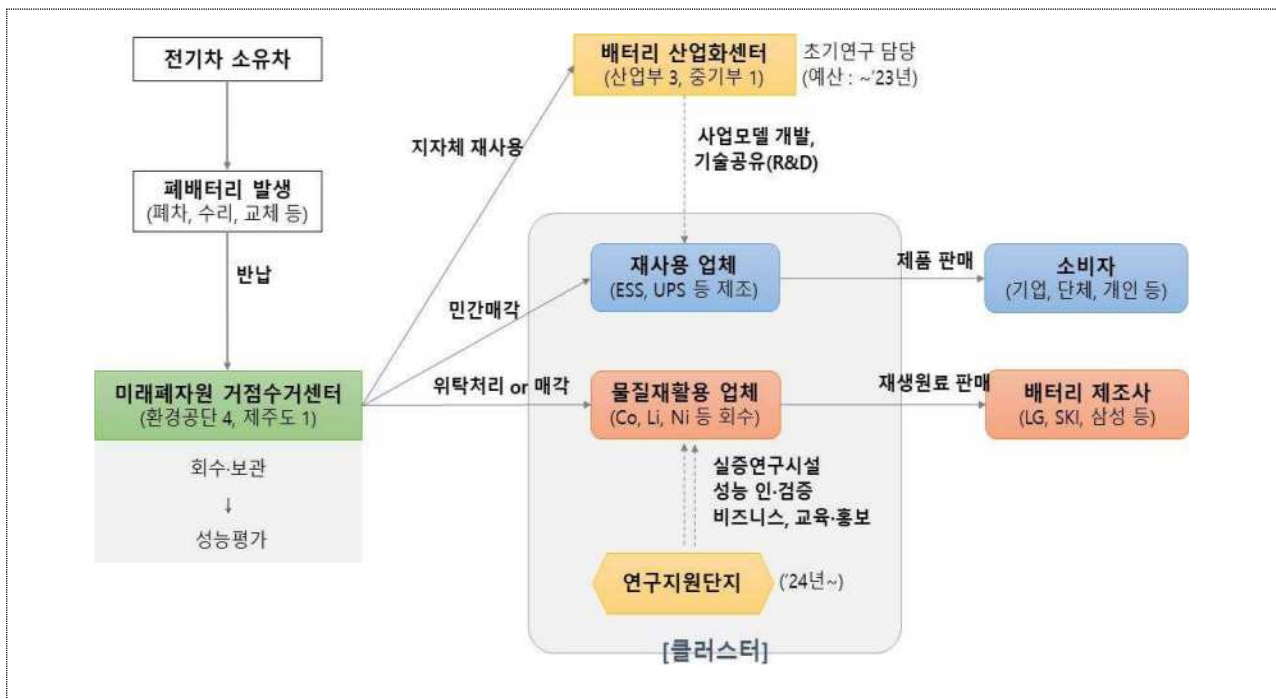 전기차 소유차
배터리 산업화센터
(산업부 3, 중기부 1)
초기연구 담당
(예산 : ~'23년)
지자체 재사용
사업모델 개발,
기술공유(R&D)
폐배터리 발생
(폐차, 수리, 교체 등)
반납
재사용 업체
(ESS, UPS 등 제조)
제품 판매
소비자
(기업, 단체, 개인 등)
민간매각
미래폐자원 거점수거센터
(환경공단 4, 제주도 1)
위탁처리 or 매각
물질재활용 업체
(Co, Li, Ni 등 회수)
재생원료 판매
배터리 제조사
(LG, SKI, 삼성 등)
회수·보관
↓
성능평가
실증연구시설
성능 인·검증
비즈니스, 교육·홍보
연구지원단지
('24년~)
[클러스터]